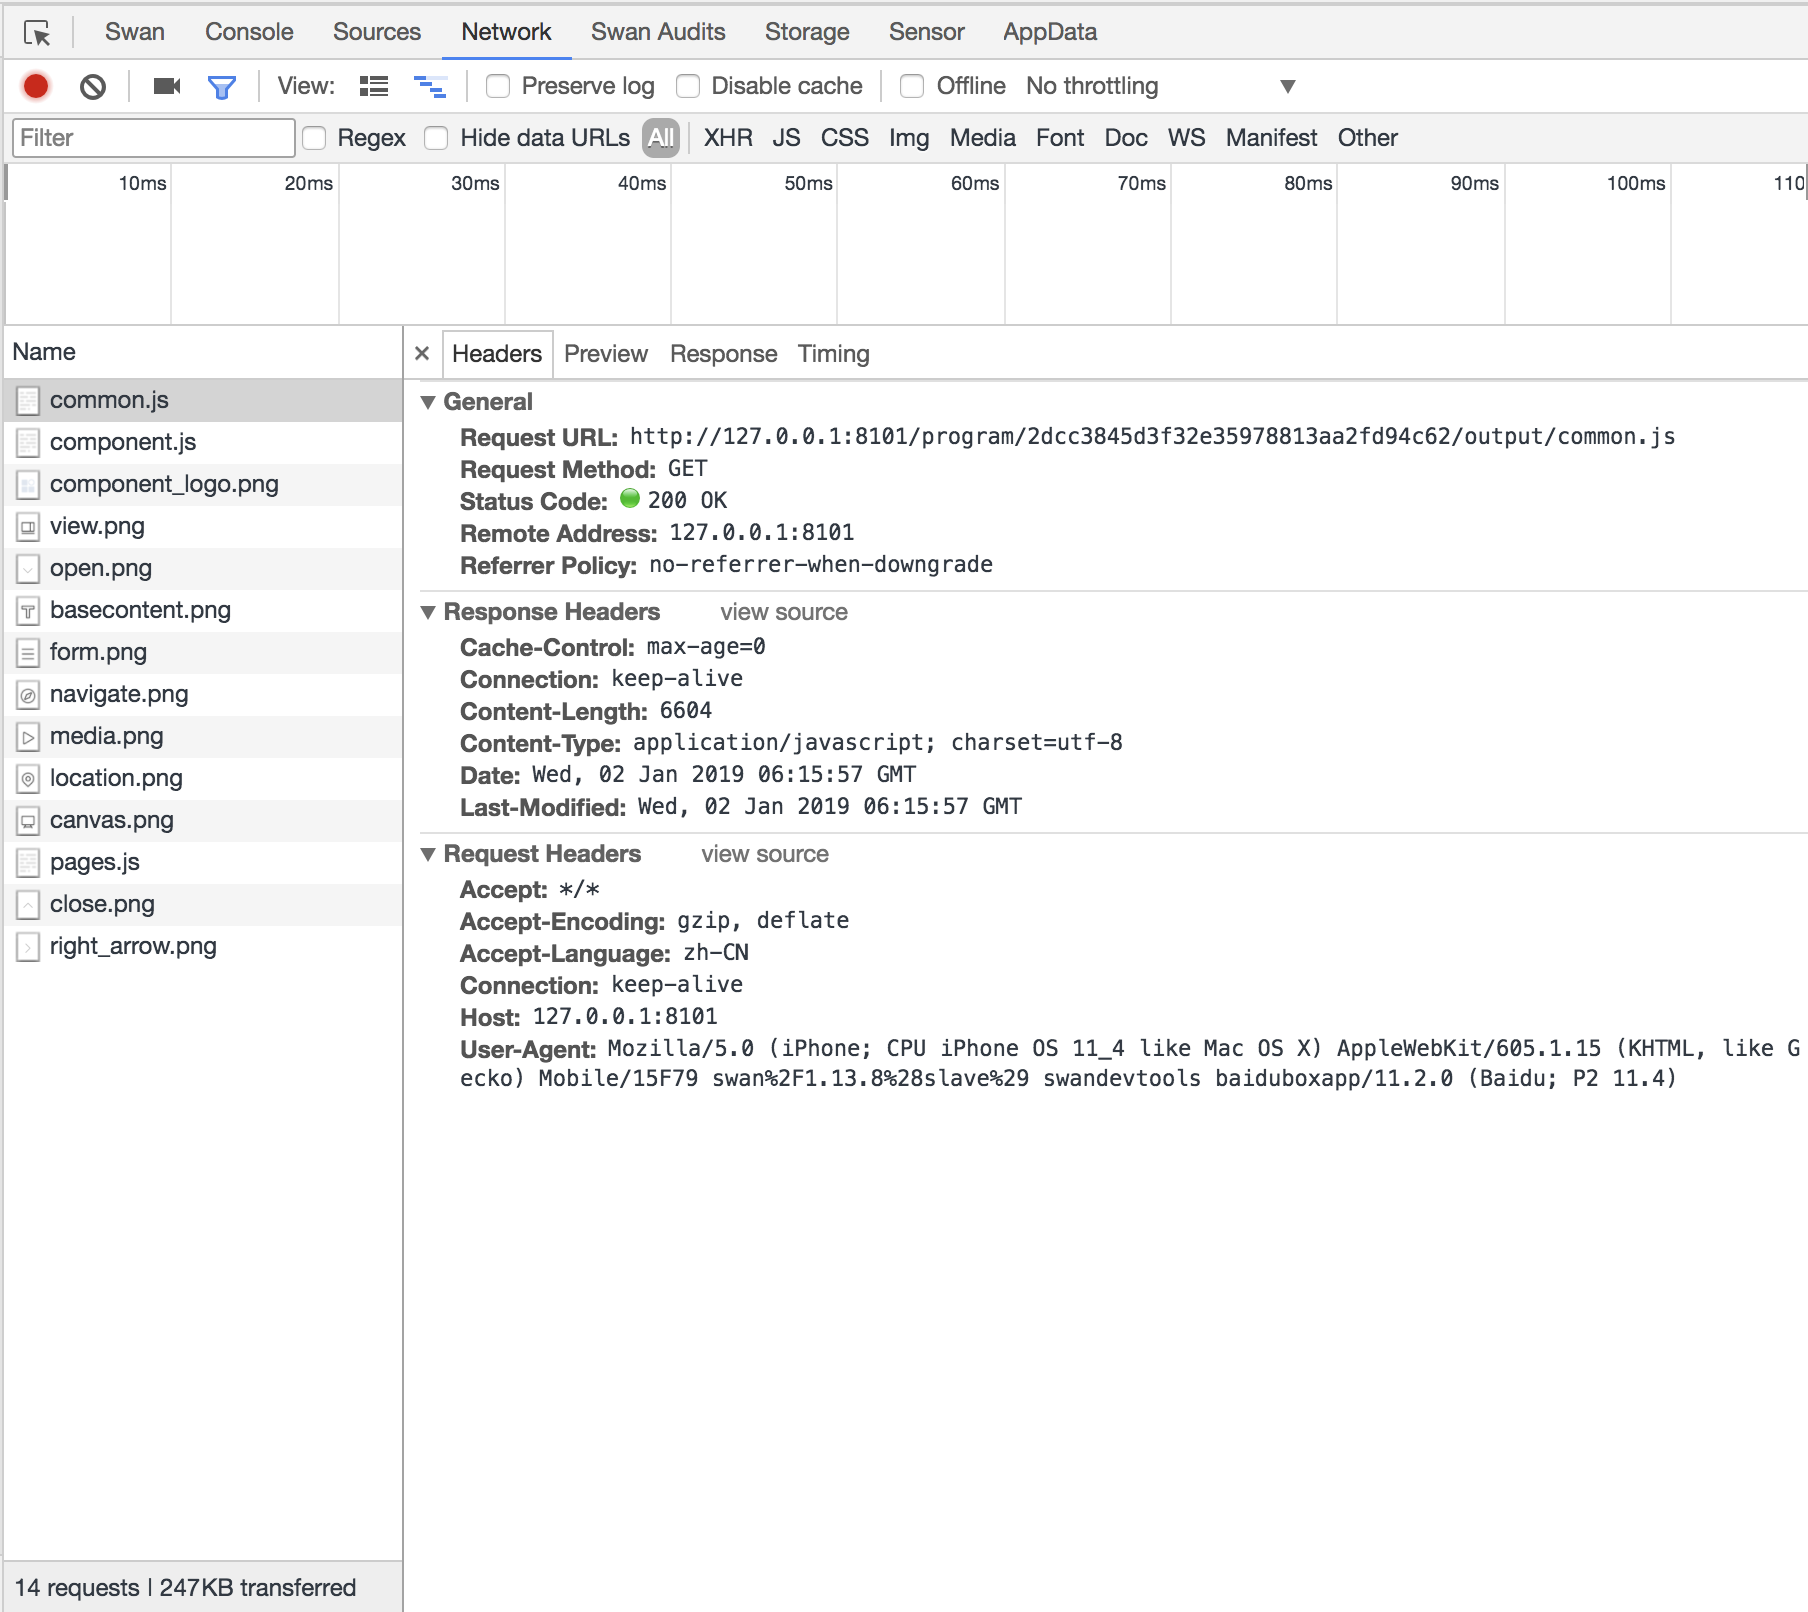 Swan Console Sources Network Swan Audits Storage Sensor AppData
View: Preserve log Disable cache Offline No throttling
Filter Regex Hide data URLs All XHR JS CSS Img Media Font Doc WS Manifest Other
10ms 20ms 30ms 40ms 50ms 60ms 70ms 80ms 90ms 100ms 110
Name
common.js
component.js
component_logo.png
view.png
open.png
basecontent.png
form.png
navigate.png
media.png
location.png
canvas.png
pages.js
close.png
right_arrow.png
14 requests | 247KB transferred
× Headers Preview Response Timing
General
Request URL: http://127.0.0.1:8101/program/2dcc3845d3f32e35978813aa2fd94c62/output/common.js
Request Method: GET
Status Code: 200 OK
Remote Address: 127.0.0.1:8101
Referrer Policy: no-referrer-when-downgrade
Response Headers view source
Cache-Control: max-age=0
Connection: keep-alive
Content-Length: 6604
Content-Type: application/javascript; charset=utf-8
Date: Wed, 02 Jan 2019 06:15:57 GMT
Last-Modified: Wed, 02 Jan 2019 06:15:57 GMT
Request Headers view source
Accept: */*
Accept-Encoding: gzip, deflate
Accept-Language: zh-CN
Connection: keep-alive
Host: 127.0.0.1:8101
User-Agent: Mozilla/5.0 (iPhone; CPU iPhone OS 11_4 like Mac OS X) AppleWebKit/605.1.15 (KHTML, like G
ecko) Mobile/15F79 swan%2F1.13.8%28slave%29 swandevtools baiduboxapp/11.2.0 (Baidu; P2 11.4)